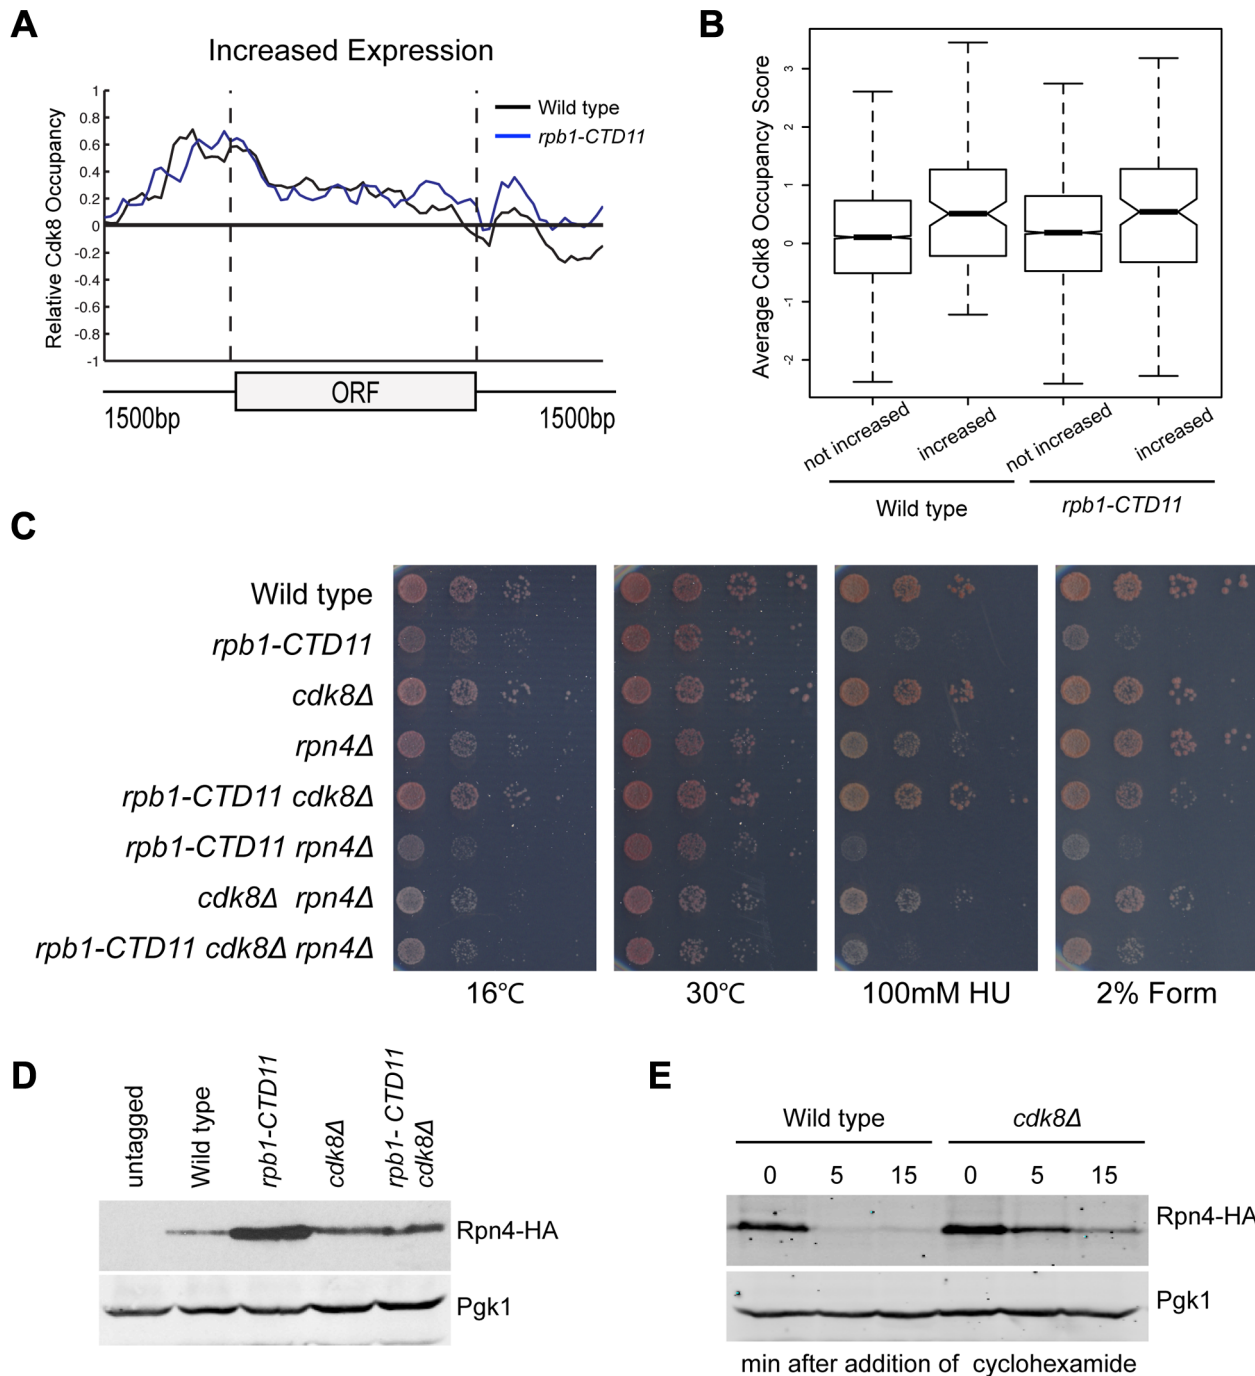 A
Increased Expression
Relative Cdk8 Occupancy
1
0.8
0.6
0.4
0.2
0
-0.2
-0.4
-0.6
-0.8
-1
Wild type
rpb1-CTD11
ORF
1500bp
1500bp
B
Average Cdk8 Occupancy Score
3
2
1
0
-1
-2
not increased
increased
not increased
increased
Wild type
rpb1-CTD11
C
Wild type
rpb1-CTD11
cdk8Δ
rpn4Δ
rpb1-CTD11 cdk8Δ
rpb1-CTD11 rpn4Δ
cdk8Δ rpn4Δ
rpb1-CTD11 cdk8Δ rpn4Δ
16°C
30°C
100mM HU
2% Form
D
untagged
Wild type
rpb1-CTD11
cdk8Δ
rpb1- CTD11
cdk8Δ
Rpn4-HA
Pgk1
E
Wild type
cdk8Δ
0 5 15 0 5 15
Rpn4-HA
Pgk1
min after addition of cyclohexamide